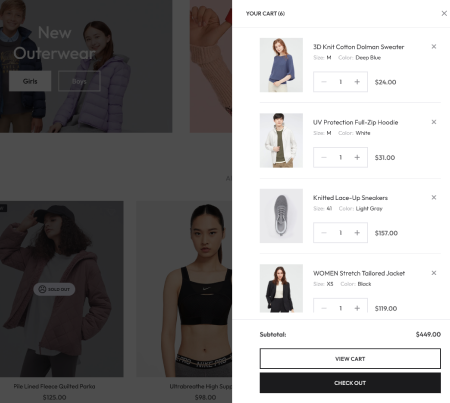 YOUR CART (6)
3D Knit Cotton Dolman Sweater
Size: M Color: Deep Blue
1
$24.00
UV Protection Full-Zip Hoodie
Size: M Color: White
1
$31.00
Knitted Lace-Up Sneakers
Size: 41 Color: Light Gray
1
$157.00
WOMEN Stretch Tailored Jacket
Size: XS Color: Black
1
$119.00
Subtotal: $449.00
VIEW CART
CHECK OUT
New
Outerwear
Girls
Boys
SOLD OUT
Pile Lined Fleece Quilted Parka
$125.00
Ultrabreathe High Supp
$98.00